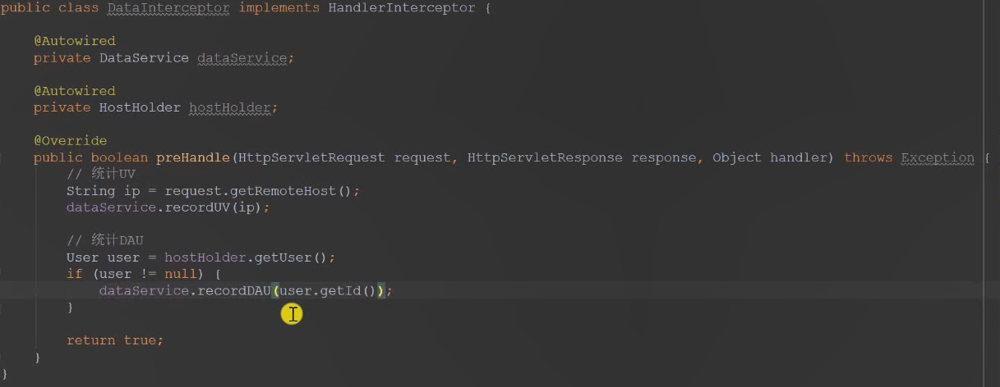 public class DataInterceptor implements HandlerInterceptor {
@Autowired
private DataService dataService;
@Autowired
private HostHolder hostHolder;
@Override
public boolean preHandle(HttpServletRequest request, HttpServletResponse response, Object handler) throws Exception {
// 统计UV
String ip = request.getRemoteHost();
dataService.recordUV(ip);
// 统计DAU
User user = hostHolder.getUser();
if (user != null) {
dataService.recordDAU(user.getId());
}
return true;
}
}